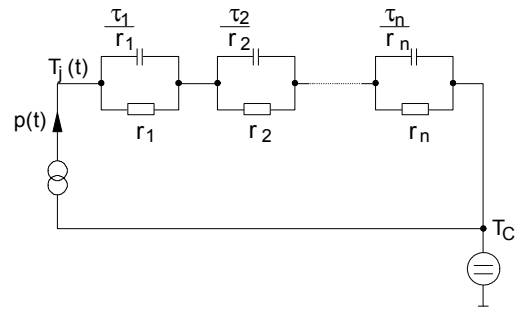 τ1
r1
τ2
r2
τn
rn
Tj (t)
r1
r2
rn
p(t)
TC